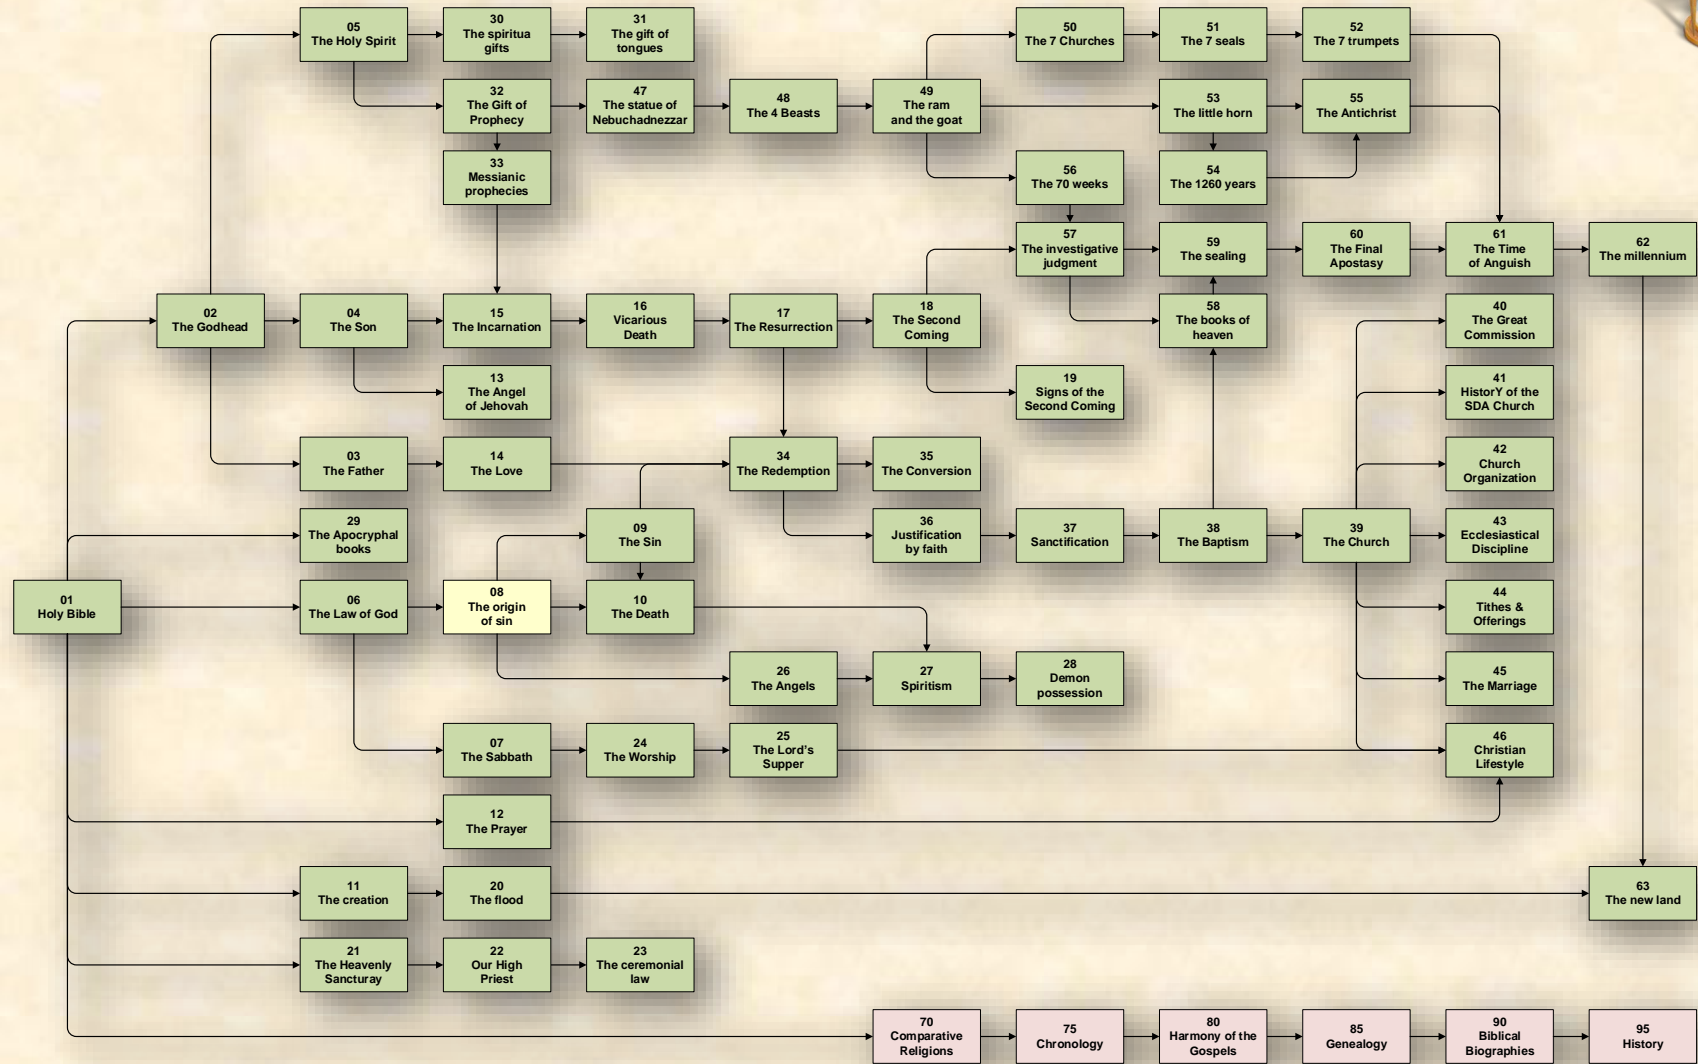 05
The Holy Spirit
30
The spiritua
gifts
31
The gift of
tongues
50
The 7 Churches
51
The 7 seals
52
The 7 trumpets
32
The Gift of
Prophecy
47
The statue of
Nebuchadnezzar
48
The 4 Beasts
49
The ram
and the goat
53
The little horn
55
The Antichrist
33
Messianic
prophecies
56
The 70 weeks
54
The 1260 years
57
The investigative
judgment
59
The sealing
60
The Final
Apostasy
61
The Time
of Anguish
62
The millennium
02
The Godhead
04
The Son
15
The Incarnation
16
Vicarious
Death
17
The Resurrection
18
The Second
Coming
58
The books of
heaven
40
The Great
Commission
13
The Angel
of Jehovah
19
Signs of the
Second Coming
41
HistorY of the
SDA Church
03
The Father
14
The Love
34
The Redemption
35
The Conversion
42
Church
Organization
29
The Apocryphal
books
09
The Sin
36
Justification
by faith
37
Sanctification
38
The Baptism
39
The Church
43
Ecclesiastical
Discipline
01
Holy Bible
06
The Law of God
08
The origin
of sin
10
The Death
44
Tithes &
Offerings
26
The Angels
27
Spiritism
28
Demon
possession
45
The Marriage
07
The Sabbath
24
The Worship
25
The Lord's
Supper
46
Christian
Lifestyle
12
The Prayer
11
The creation
20
The flood
63
The new land
21
The Heavenly
Sancturay
22
Our High
Priest
23
The ceremonial
law
70
Comparative
Religions
75
Chronology
80
Harmony of the
Gospels
85
Genealogy
90
Biblical
Biographies
95
History